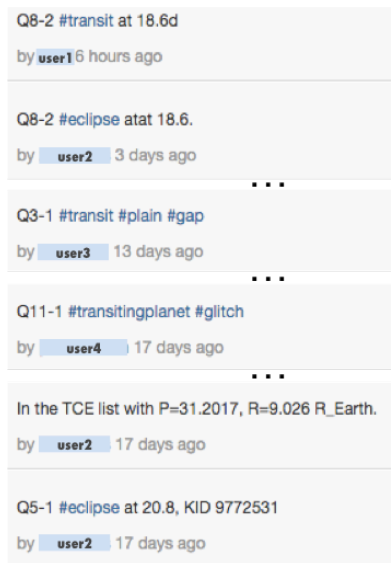 Q8-2 #transit at 18.6d
by user1 6 hours ago
Q8-2 #eclipse atat 18.6.
by user2 3 days ago
...
Q3-1 #transit #plain #gap
by user3 13 days ago
...
Q11-1 #transitingplanet #glitch
by user4 17 days ago
...
In the TCE list with P=31.2017, R=9.026 R_Earth.
by user2 17 days ago
Q5-1 #eclipse at 20.8, KID 9772531
by user2 17 days ago